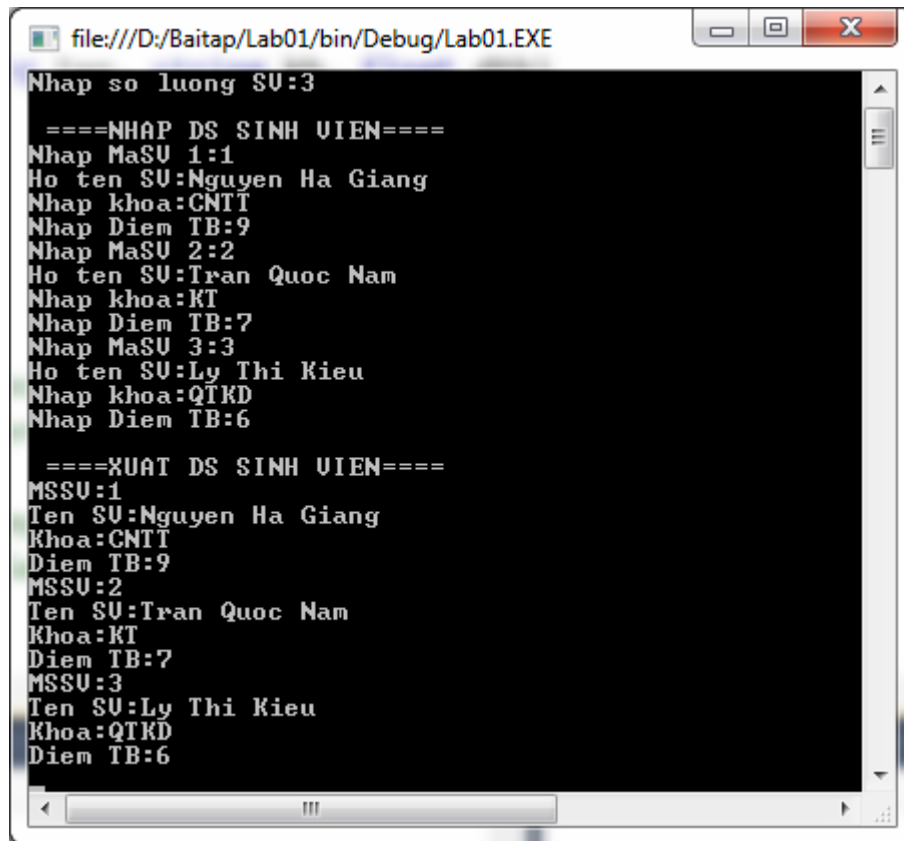 file:///D:/Baitap/Lab01/bin/Debug/Lab01.EXE
Nhap so luong SV:3
====NHAP DS SINH VIEN====
Nhap MaSV 1:1
Ho ten SV:Nguyen Ha Giang
Nhap khoa:CNTT
Nhap Diem TB:9
Nhap MaSV 2:2
Ho ten SV:Tran Quoc Nam
Nhap khoa:KT
Nhap Diem TB:7
Nhap MaSV 3:3
Ho ten SV:Ly Thi Kieu
Nhap khoa:QTKD
Nhap Diem TB:6
====XUAT DS SINH VIEN====
MSSV:1
Ten SV:Nguyen Ha Giang
Khoa:CNTT
Diem TB:9
MSSV:2
Ten SV:Tran Quoc Nam
Khoa:KT
Diem TB:7
MSSV:3
Ten SV:Ly Thi Kieu
Khoa:QTKD
Diem TB:6